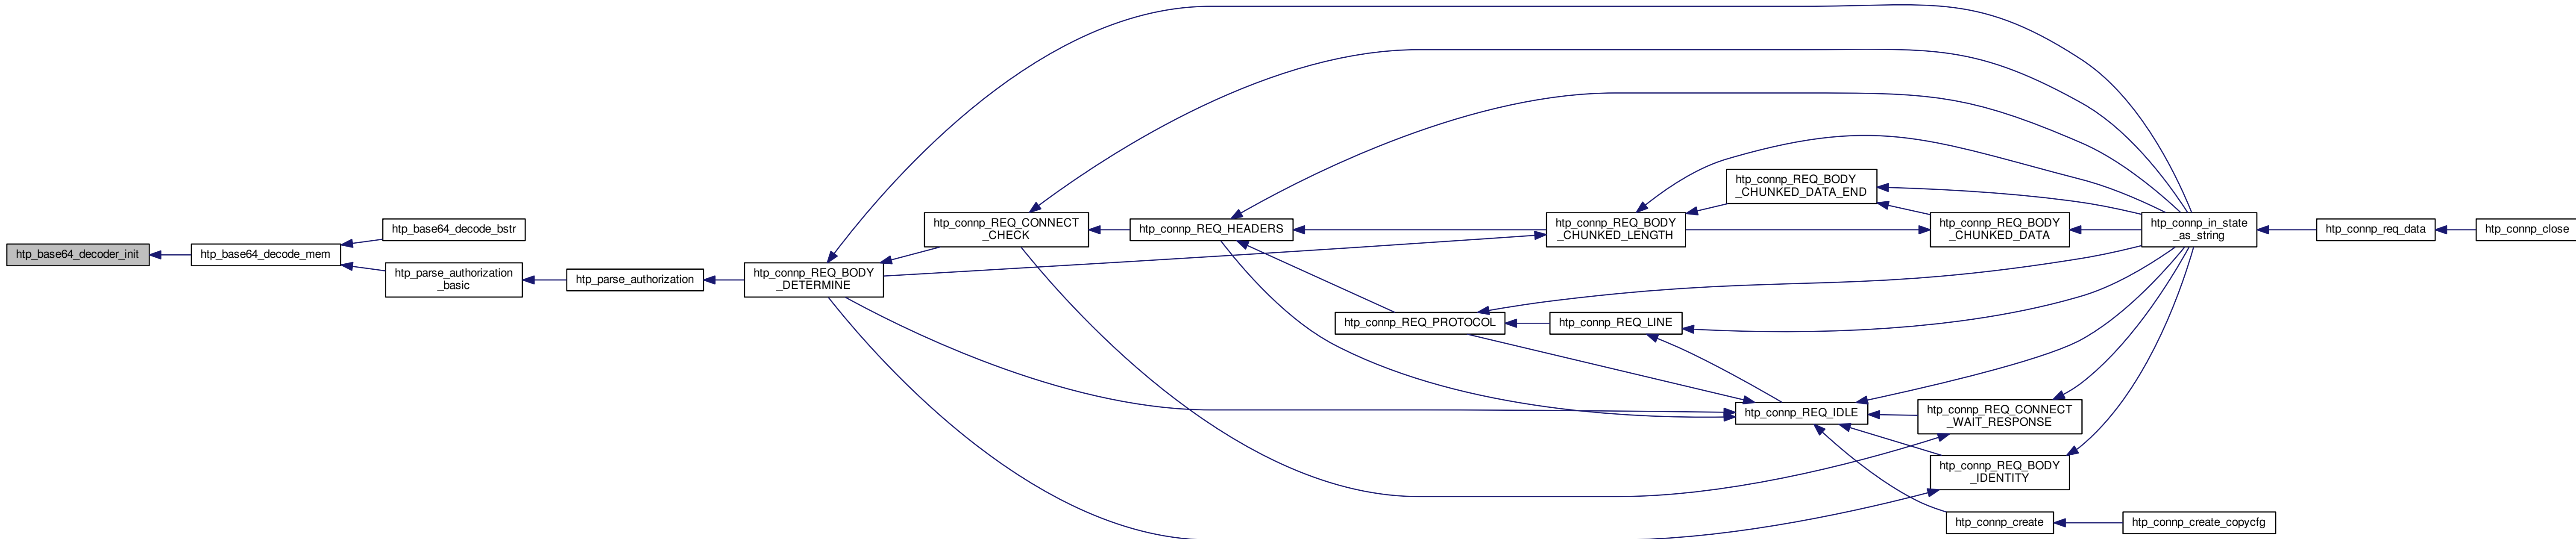 htp_base64_decoder_init
htp_base64_decode_mem
htp_base64_decode_bstr
htp_parse_authorization
_basic
htp_parse_authorization
htp_connp_REQ_BODY
_DETERMINE
htp_connp_REQ_CONNECT
_CHECK
htp_connp_REQ_HEADERS
htp_connp_REQ_PROTOCOL
htp_connp_REQ_BODY
_CHUNKED_LENGTH
htp_connp_REQ_LINE
htp_connp_REQ_BODY
_CHUNKED_DATA_END
htp_connp_REQ_IDLE
htp_connp_REQ_BODY
_CHUNKED_DATA
htp_connp_REQ_CONNECT
_WAIT_RESPONSE
htp_connp_REQ_BODY
_IDENTITY
htp_connp_create
htp_connp_in_state
_as_string
htp_connp_create_copycfg
htp_connp_req_data
htp_connp_close